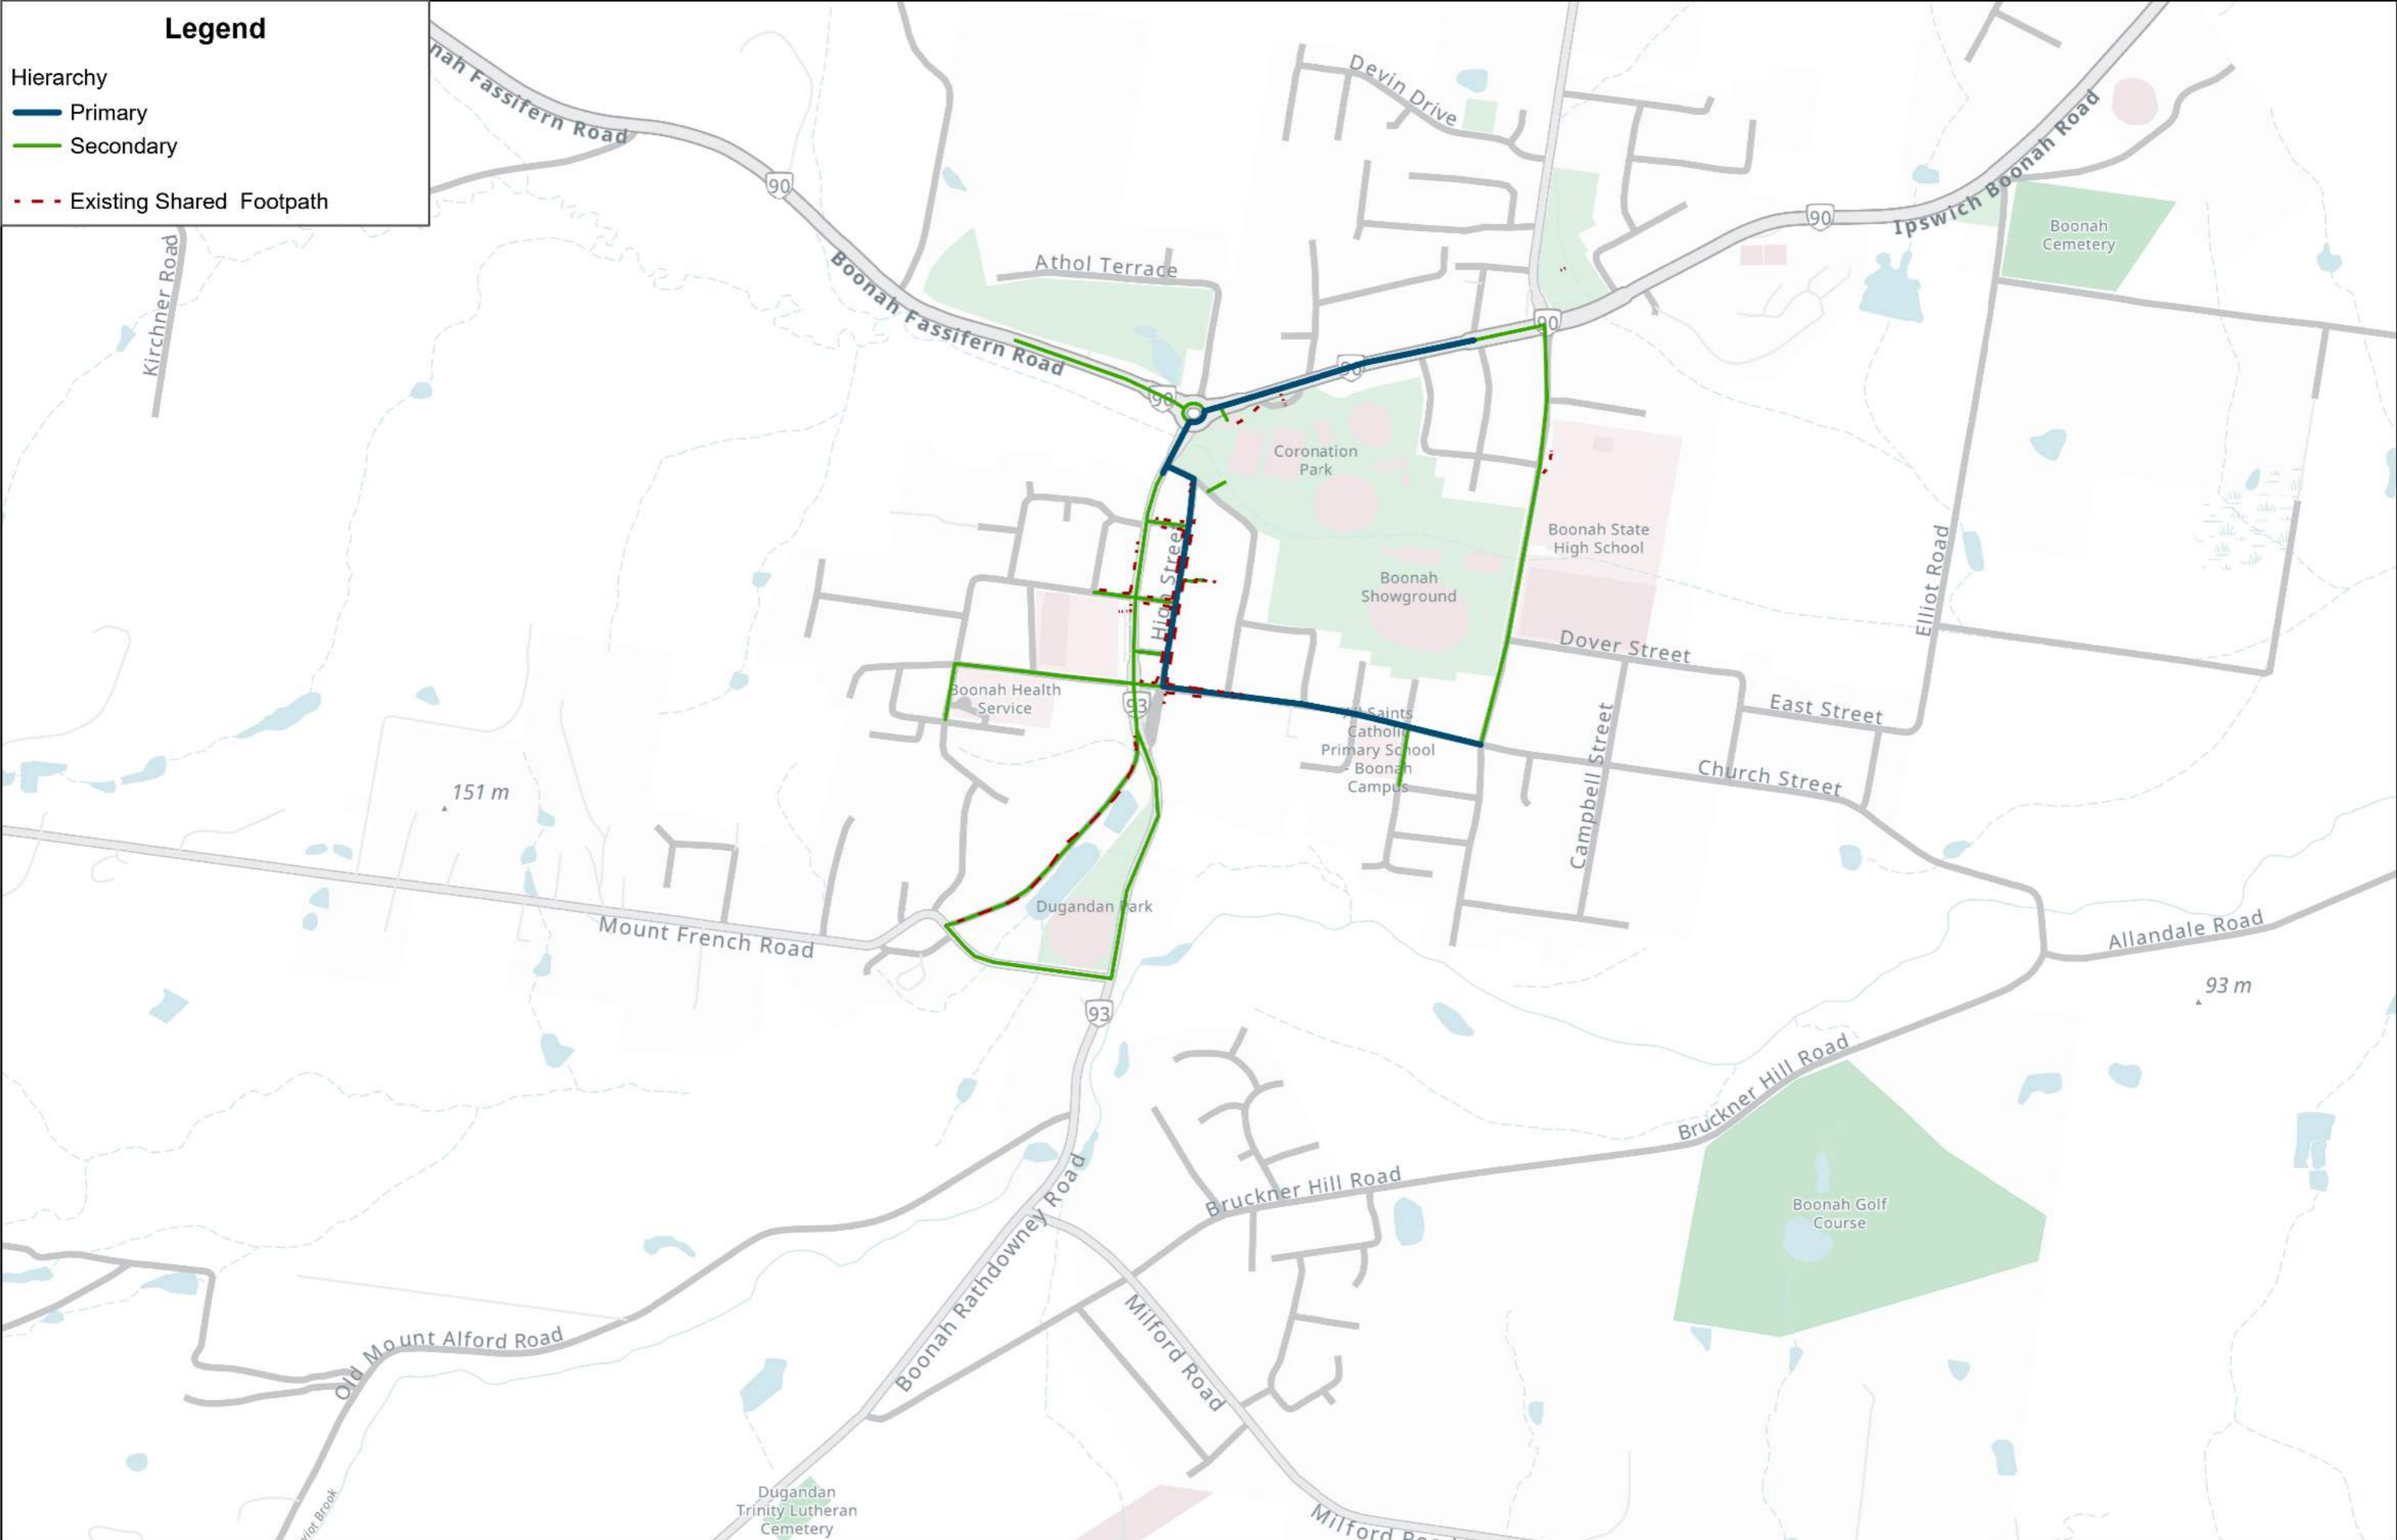 Legend
Hierarchy
Primary
Secondary
Existing Shared Footpath
nah Fassifern Road
Devin Drive
90
Ipswich Boonah Road
90
Boonah
Cemetery
Kirchner Road
Athol Terrace
Boonah Fassifern Road
90
90
90
Coronation
Park
Boonah State
High School
High Street
Boonah
Showground
Elliot Road
Dover Street
Boonah Health
Service
93
East Street
All Saints
Catholic
Primary School
- Boonah
Campus
Campbell Street
Church Street
151 m
Dugandan Park
Mount French Road
Allandale Road
93 m
93
Bruckner Hill Road
Bruckner Hill Road
Boonah Golf
Course
Boonah Rathdowney Road
Milford Road
Old Mount Alford Road
Dugandan
Trinity Lutheran
Cemetery
Brook
Milford